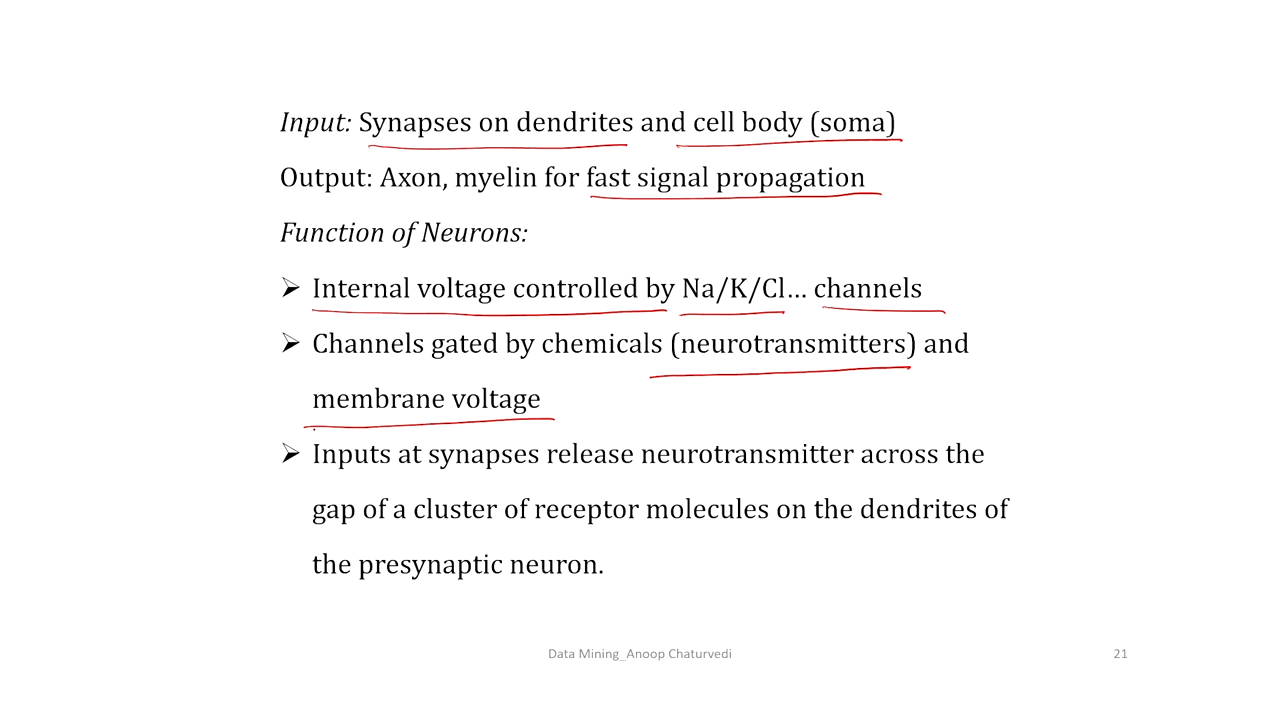 Input: Synapses on dendrites and cell body (soma)
Output: Axon, myelin for fast signal propagation
Function of Neurons:
➢ Internal voltage controlled by Na/K/Cl... channels
➢ Channels gated by chemicals (neurotransmitters) and
membrane voltage
➢ Inputs at synapses release neurotransmitter across the
gap of a cluster of receptor molecules on the dendrites of
the presynaptic neuron.
Data Mining_Anoop Chaturvedi 21